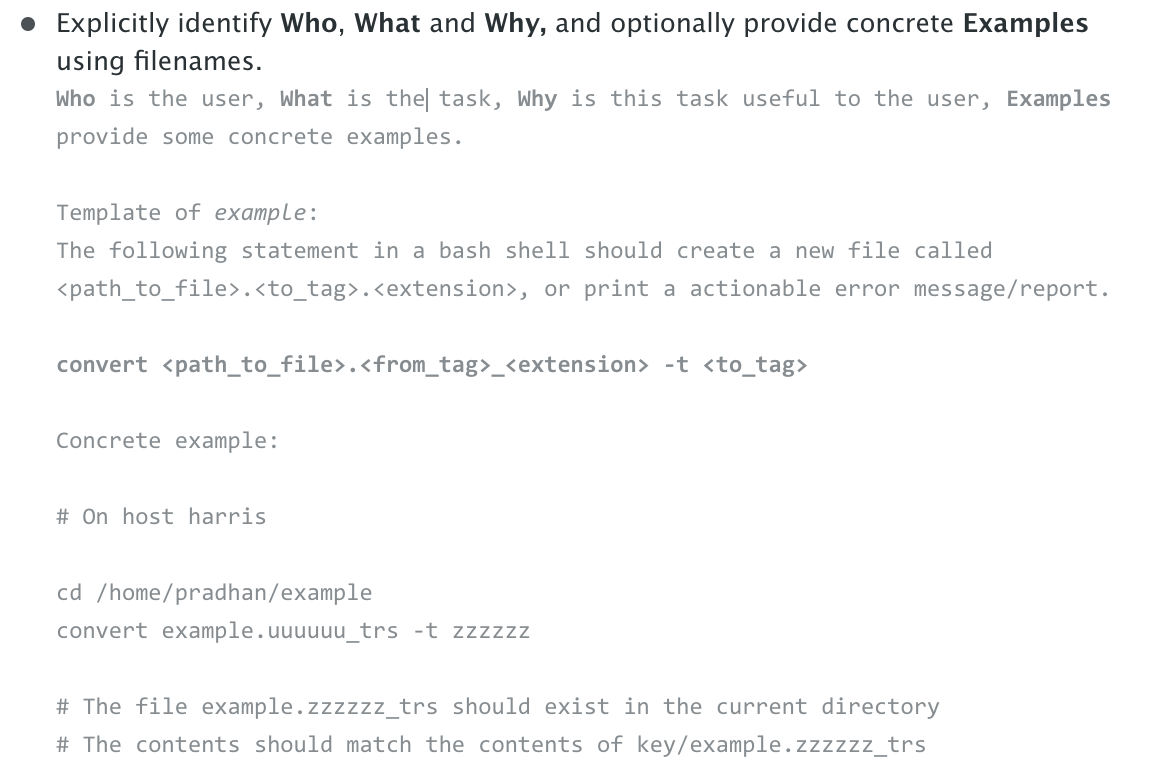 Explicitly identify Who, What and Why, and optionally provide concrete Examples
using filenames.
Who is the user, What is the task, Why is this task useful to the user, Examples
provide some concrete examples.
Template of example:
The following statement in a bash shell should create a new file called
<path_to_file>.<to_tag>.<extension>, or print a actionable error message/report.
convert <path_to_file>.<from_tag>_<extension> -t <to_tag>
Concrete example:
# On host harris
cd /home/pradhan/example
convert example.uuuuuu_trs -t zzzzzz
# The file example.zzzzzz_trs should exist in the current directory
# The contents should match the contents of key/example.zzzzzz_trs